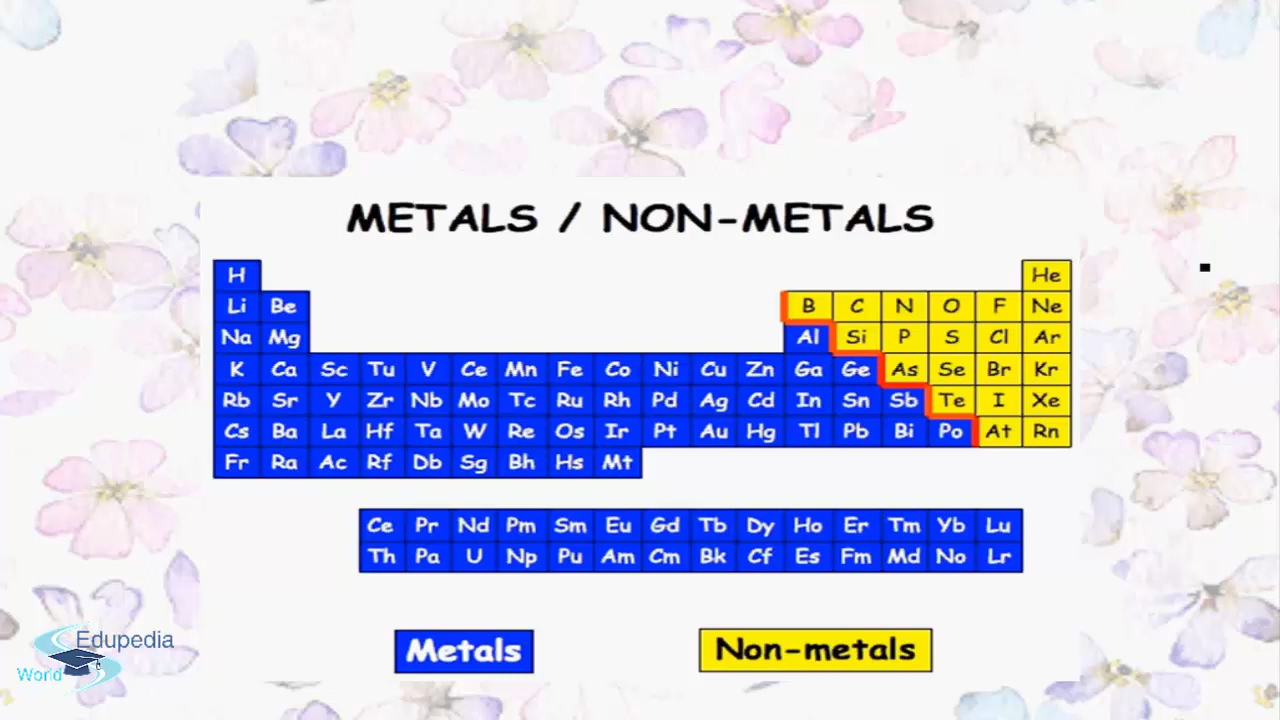 METALS / NON-METALS
H He
Li Be B C N O F Ne
Na Mg Al Si P S Cl Ar
K Ca Sc Tu V Ce Mn Fe Co Ni Cu Zn Ga Ge As Se Br Kr
Rb Sr Y Zr Nb Mo Tc Ru Rh Pd Ag Cd In Sn Sb Te I Xe
Cs Ba La Hf Ta W Re Os Ir Pt Au Hg Tl Pb Bi Po At Rn
Fr Ra Ac Rf Db Sg Bh Hs Mt
Ce Pr Nd Pm Sm Eu Gd Tb Dy Ho Er Tm Yb Lu
Th Pa U Np Pu Am Cm Bk Cf Es Fm Md No Lr
Metals Non-metals
Edupedia
World